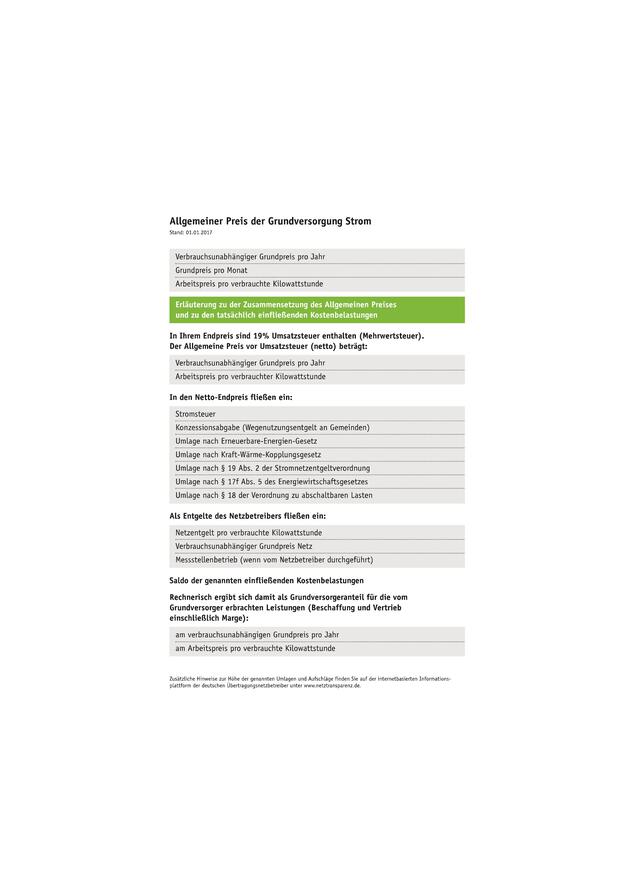 Allgemeiner Preis der Grundversorgung Strom
Stand: 01.01.2017
Verbrauchsunabhängiger Grundpreis pro Jahr
Grundpreis pro Monat
Arbeitspreis pro verbrauchte Kilowattstunde
Erläuterung zu der Zusammensetzung des Allgemeinen Preises
und zu den tatsächlich einfließenden Kostenbelastungen
In Ihrem Endpreis sind 19% Umsatzsteuer enthalten (Mehrwertsteuer).
Der Allgemeine Preis vor Umsatzsteuer (netto) beträgt:
Verbrauchsunabhängiger Grundpreis pro Jahr
Arbeitspreis pro verbrauchter Kilowattstunde
In den Netto-Endpreis fließen ein:
Stromsteuer
Konzessionsabgabe (Wegenutzungsentgelt an Gemeinden)
Umlage nach Erneuerbare-Energien-Gesetz
Umlage nach Kraft-Wärme-Kopplungsgesetz
Umlage nach § 19 Abs. 2 der Stromnetzentgeltverordnung
Umlage nach § 17f Abs. 5 des Energiewirtschaftsgesetzes
Umlage nach § 18 der Verordnung zu abschaltbaren Lasten
Als Entgelte des Netzbetreibers fließen ein:
Netzentgelt pro verbrauchte Kilowattstunde
Verbrauchsunabhängiger Grundpreis Netz
Messstellenbetrieb (wenn vom Netzbetreiber durchgeführt)
Saldo der genannten einfließenden Kostenbelastungen
Rechnerisch ergibt sich damit als Grundversorgeranteil für die vom
Grundversorger erbrachten Leistungen (Beschaffung und Vertrieb
einschließlich Marge):
am verbrauchsunabhängigen Grundpreis pro Jahr
am Arbeitspreis pro verbrauchte Kilowattstunde
Zusätzliche Hinweise zur Höhe der genannten Umlagen und Aufschläge finden Sie auf der internetbasierten Informations-
plattform der deutschen Übertragungsnetzbetreiber unter www.netztransparenz.de.